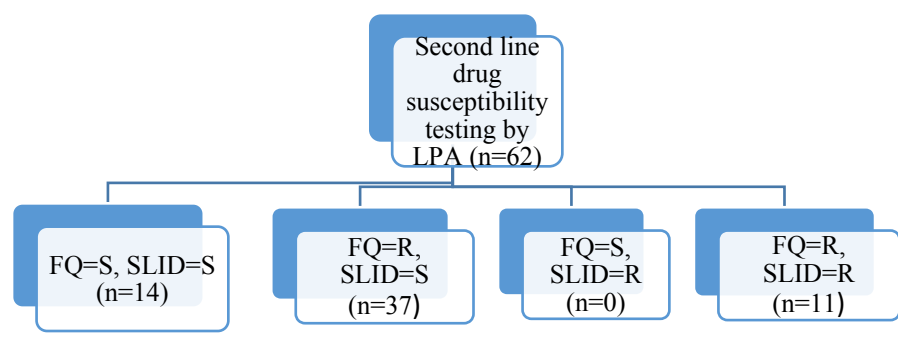 Second line
drug
susceptibility
testing by
LPA (n=62)
FQ=S, SLID=S
(n=14)
FQ=R,
SLID=S
(n=37)
FQ=S,
SLID=R
(n=0)
FQ=R,
SLID=R
(n=11)